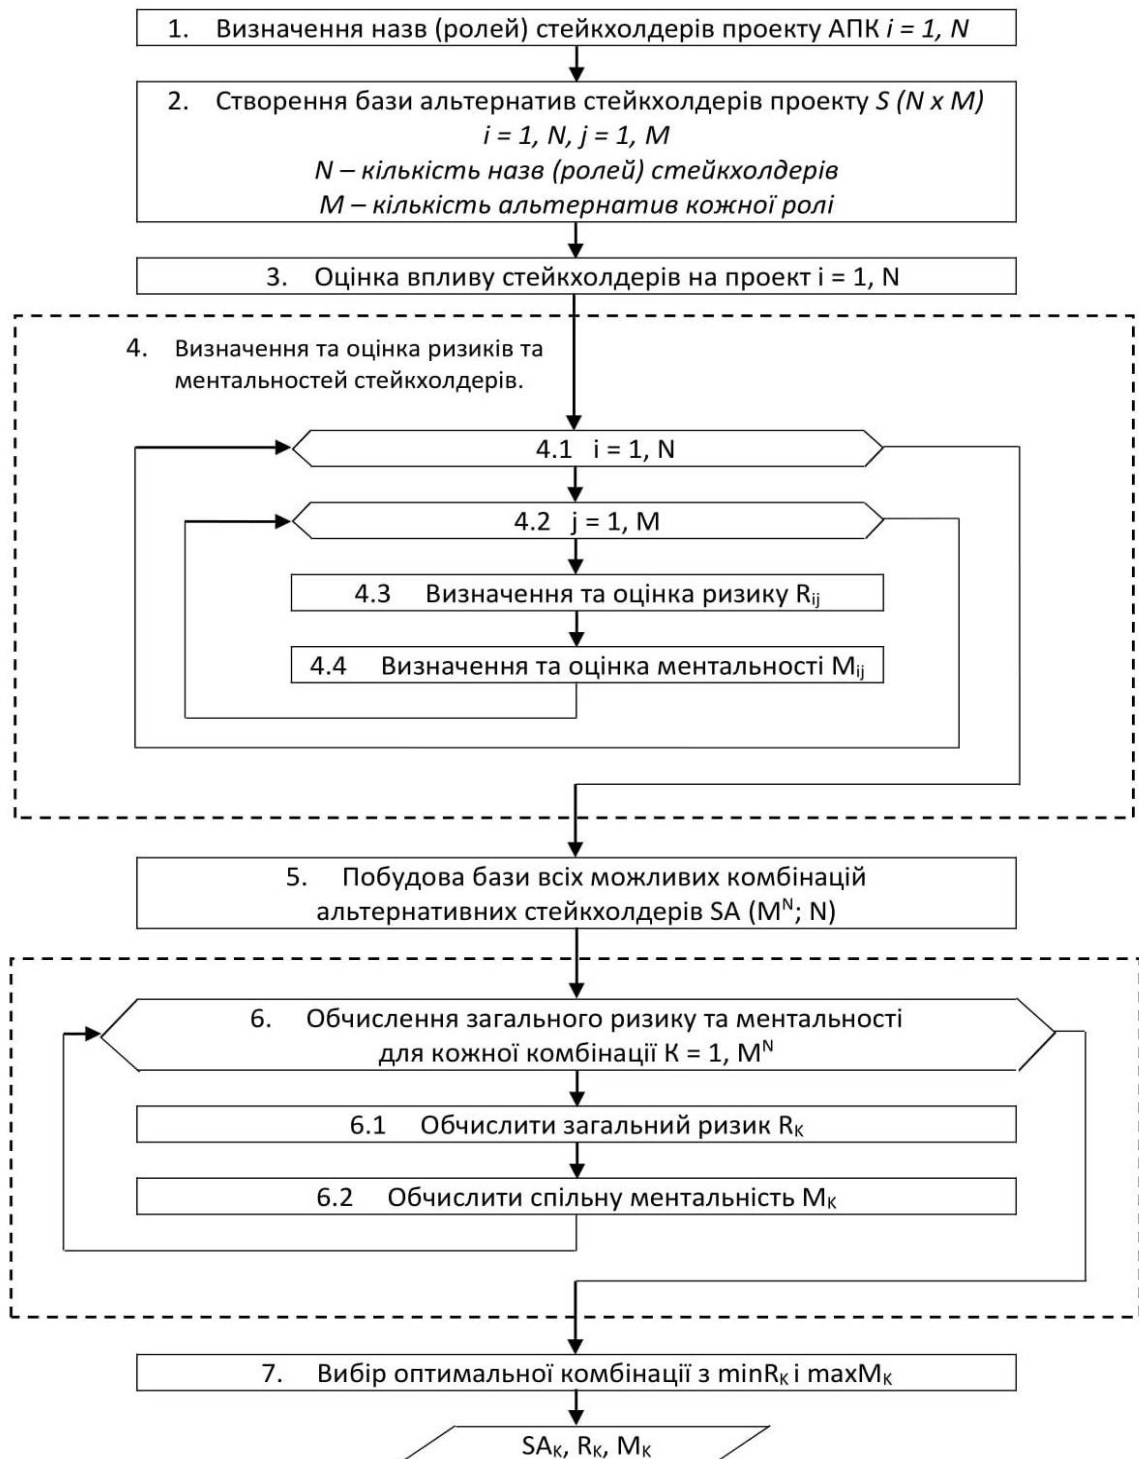 1. Визначення назв (ролей) стейкхолдерів проекту АПК i = 1, N
2. Створення бази альтернатив стейкхолдерів проекту S (N x M)
i = 1, N, j = 1, M
N – кількість назв (ролей) стейкхолдерів
M – кількість альтернатив кожної ролі
3. Оцінка впливу стейкхолдерів на проект i = 1, N
4. Визначення та оцінка ризиків та
ментальностей стейкхолдерів.
4.1 i = 1, N
4.2 j = 1, M
4.3 Визначення та оцінка ризику Rij
4.4 Визначення та оцінка ментальності Mij
5. Побудова бази всіх можливих комбінацій
альтернативних стейкхолдерів SA (M^N; N)
6. Обчислення загального ризику та ментальності
для кожної комбінації К = 1, M^N
6.1 Обчислити загальний ризик RK
6.2 Обчислити спільну ментальність MK
7. Вибір оптимальної комбінації з minRK і maxMK
SAK, RK, MK